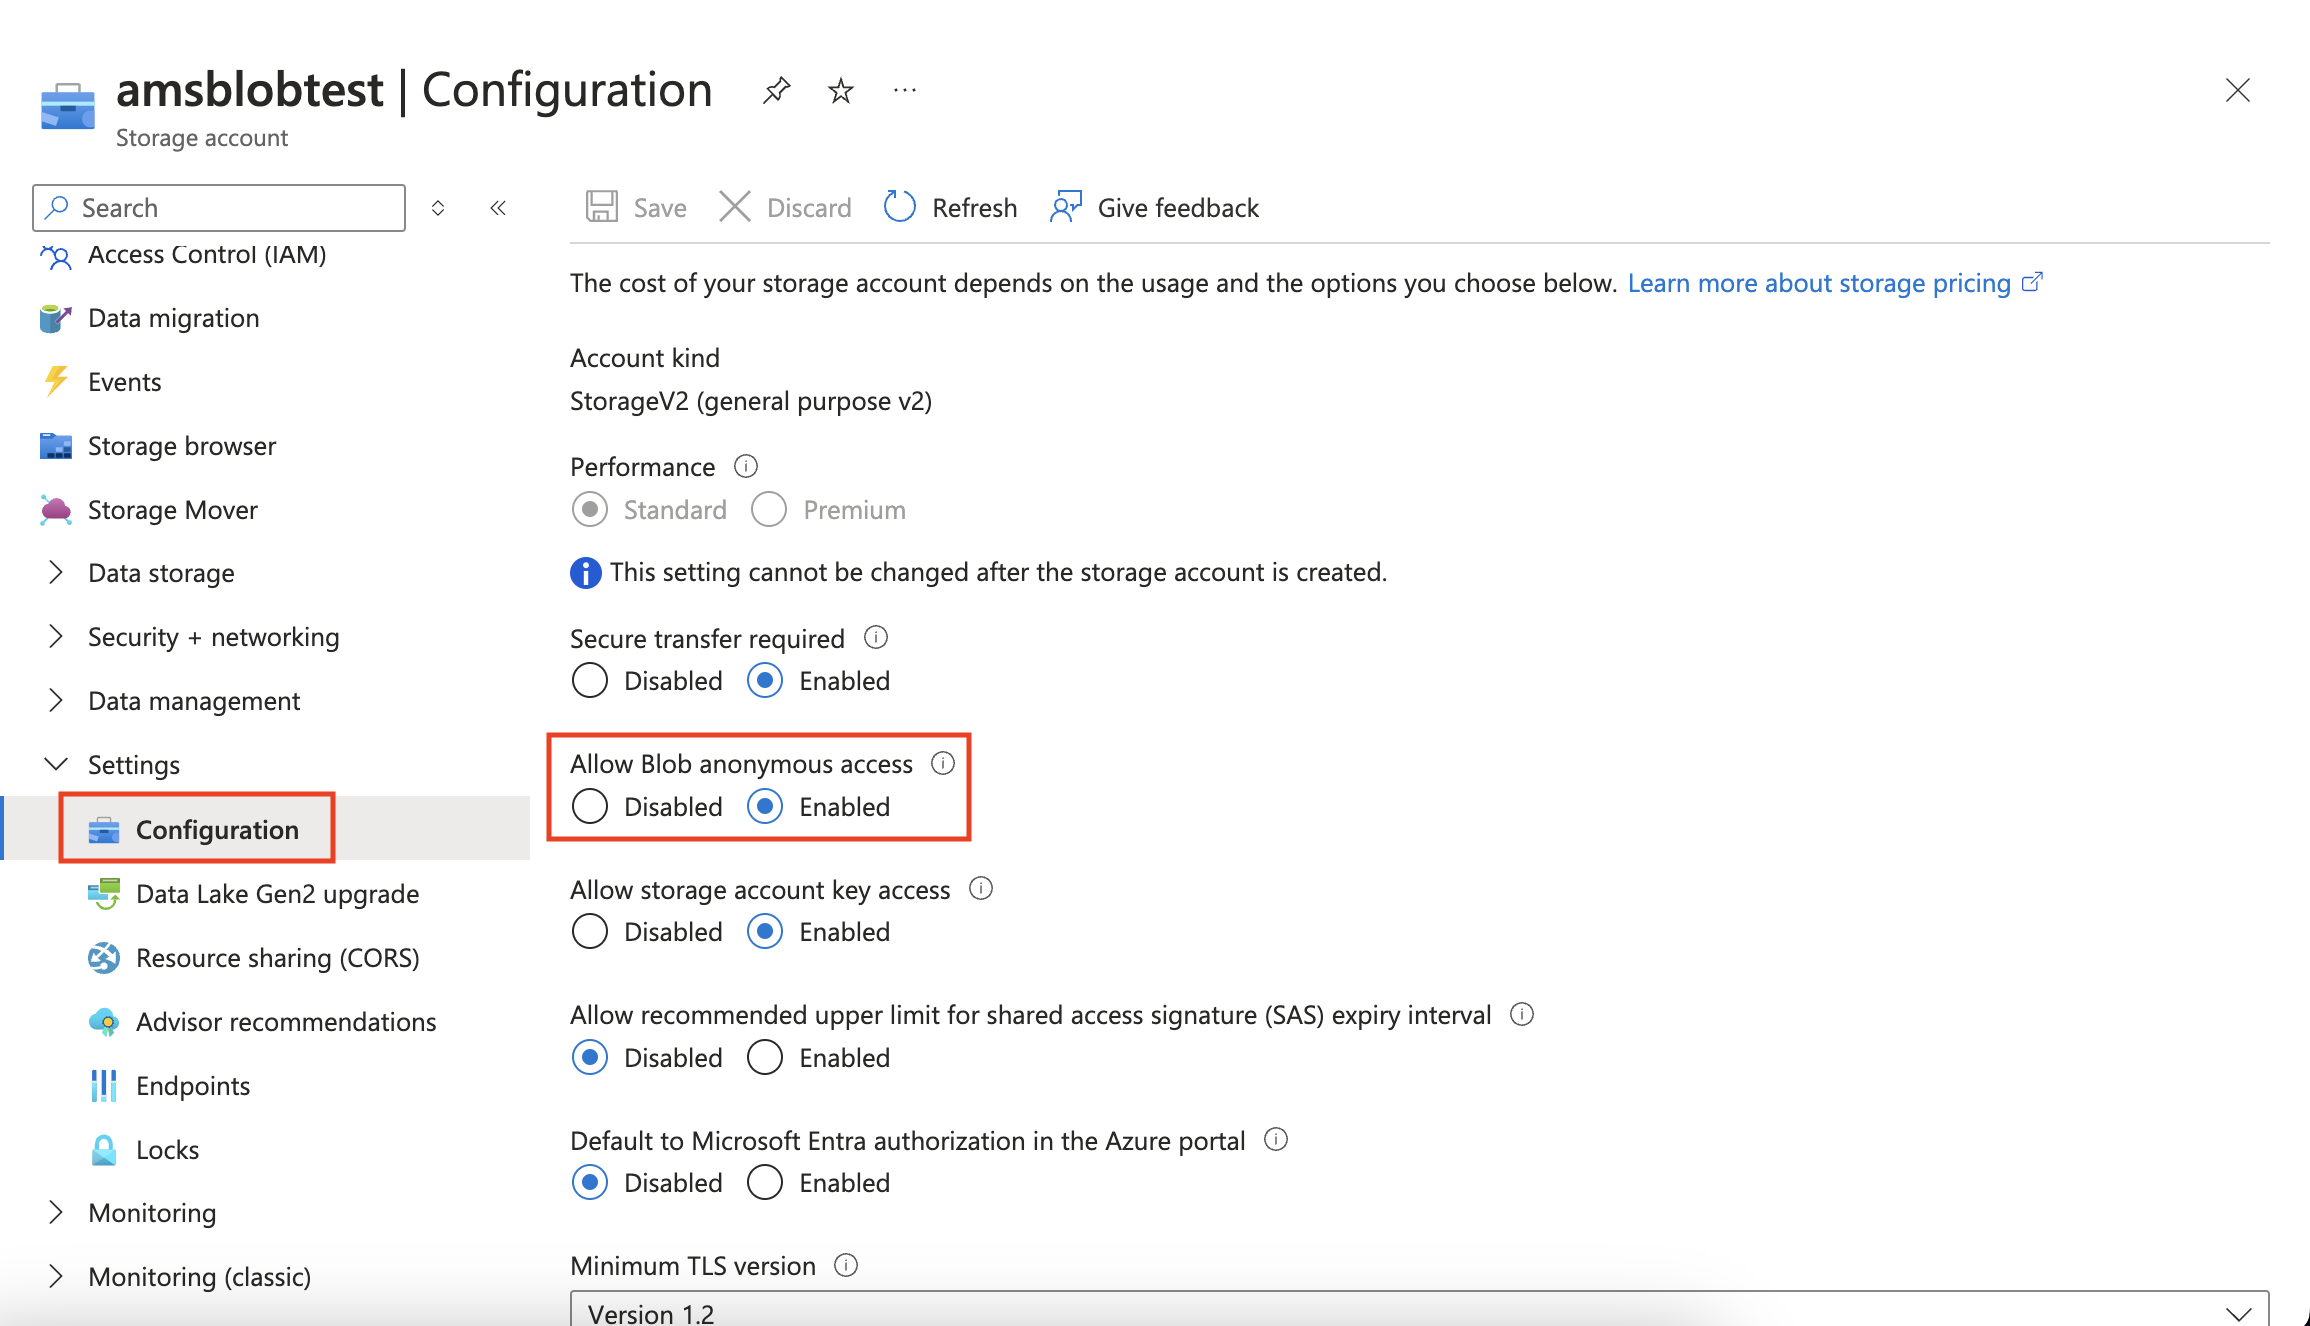 amsblobtest | Configuration
Storage account
Search
Access Control (IAM)
Data migration
Events
Storage browser
Storage Mover
Data storage
Security + networking
Data management
Settings
Configuration
Data Lake Gen2 upgrade
Resource sharing (CORS)
Advisor recommendations
Endpoints
Locks
Monitoring
Monitoring (classic)
Save Discard Refresh Give feedback
The cost of your storage account depends on the usage and the options you choose below. Learn more about storage pricing
Account kind
StorageV2 (general purpose v2)
Performance
Standard Premium
This setting cannot be changed after the storage account is created.
Secure transfer required
Disabled Enabled
Allow Blob anonymous access
Disabled Enabled
Allow storage account key access
Disabled Enabled
Allow recommended upper limit for shared access signature (SAS) expiry interval
Disabled Enabled
Default to Microsoft Entra authorization in the Azure portal
Disabled Enabled
Minimum TLS version
Version 1.2